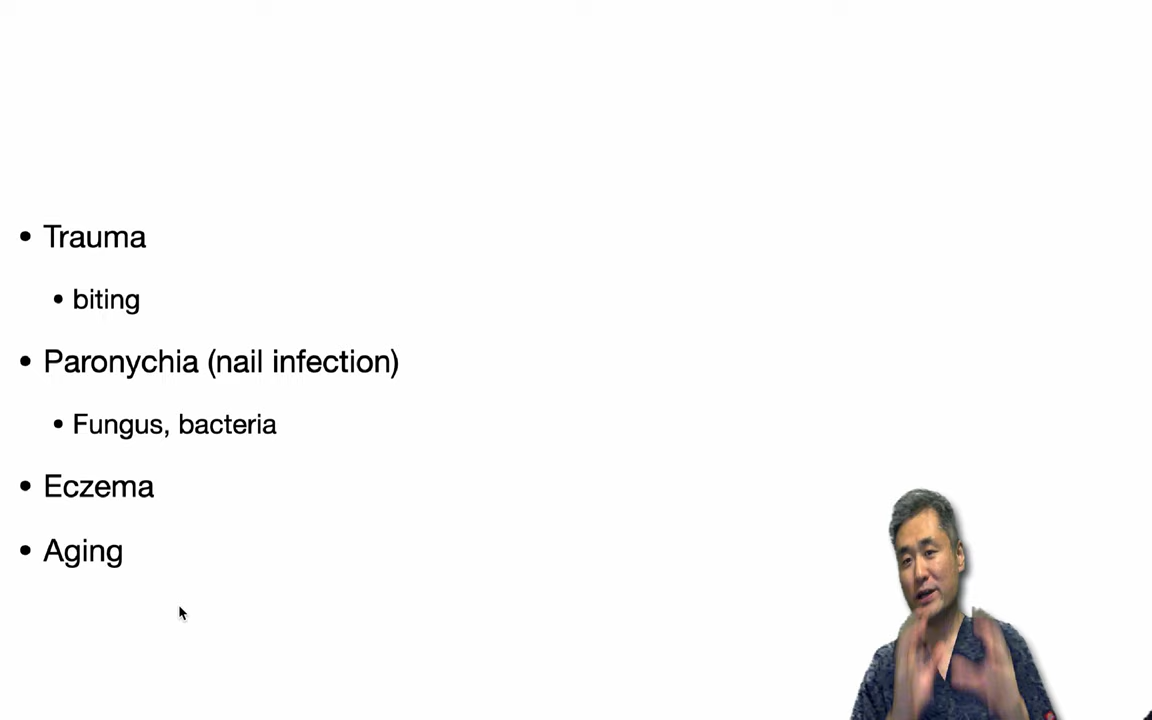 • Trauma
• biting
• Paronychia (nail infection)
• Fungus, bacteria
• Eczema
• Aging